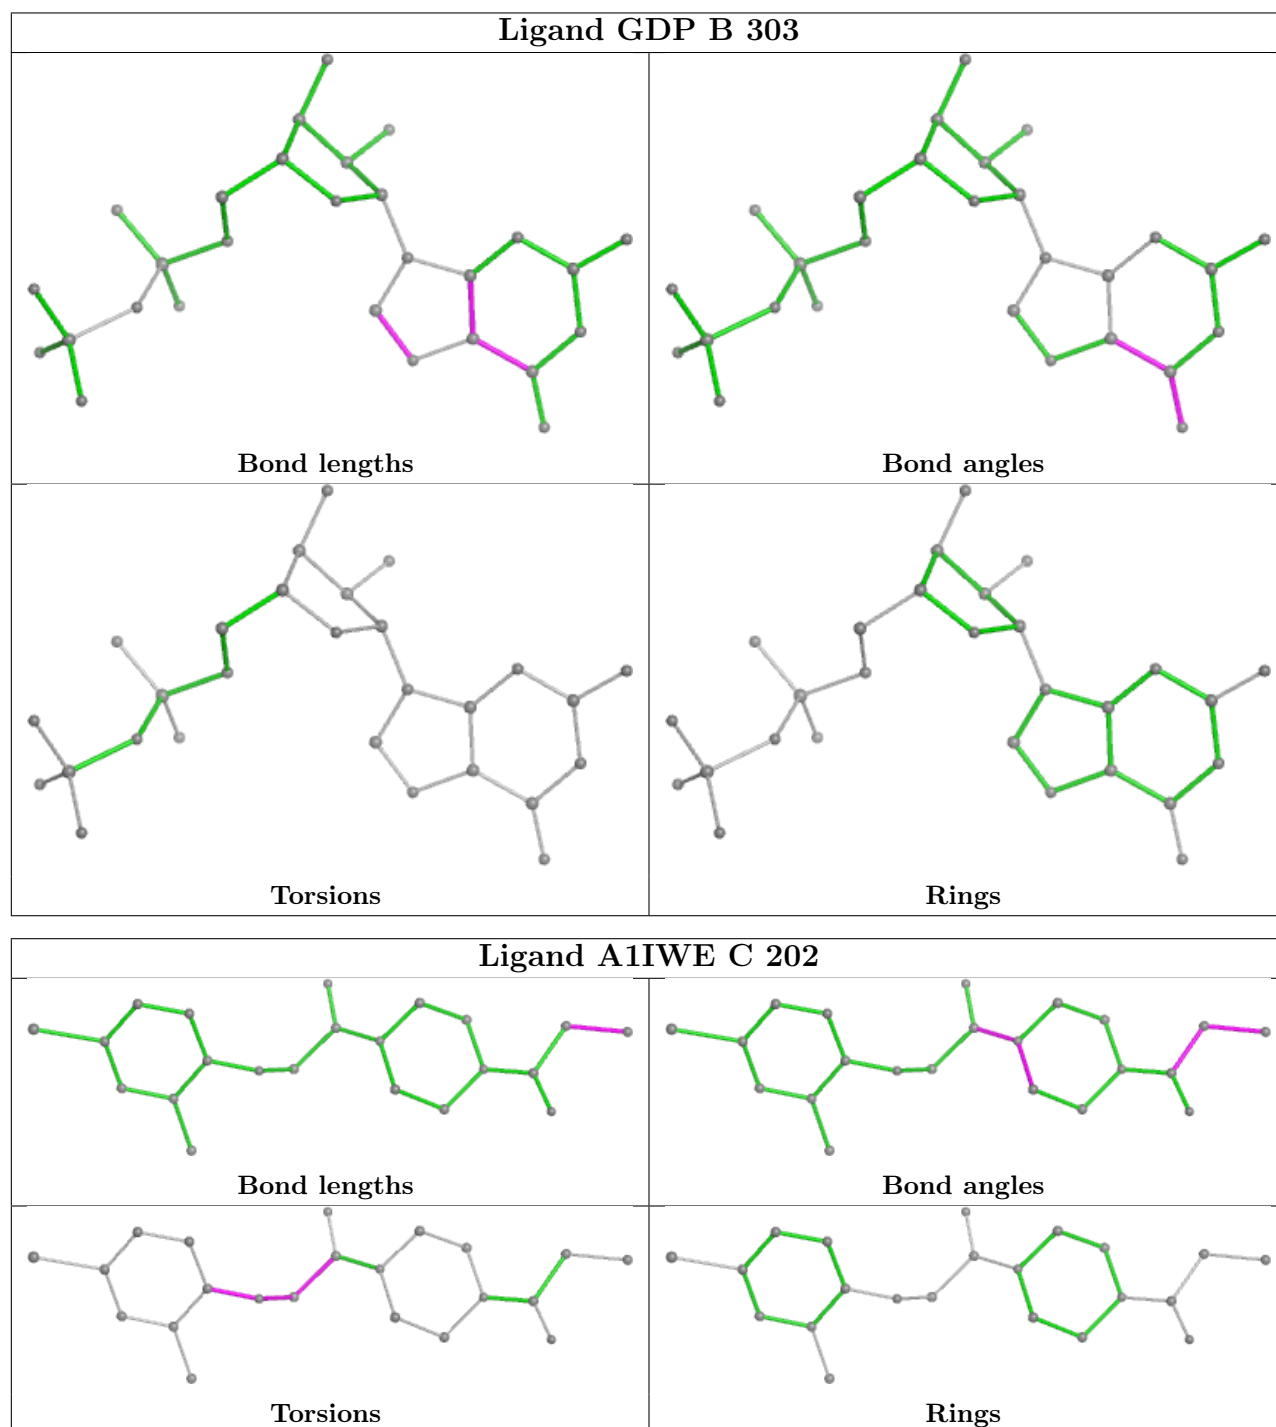 Ligand GDP B 303
Bond lengths
Bond angles
Torsions
Rings
Ligand A1IWE C 202
Bond lengths
Bond angles
Torsions
Rings